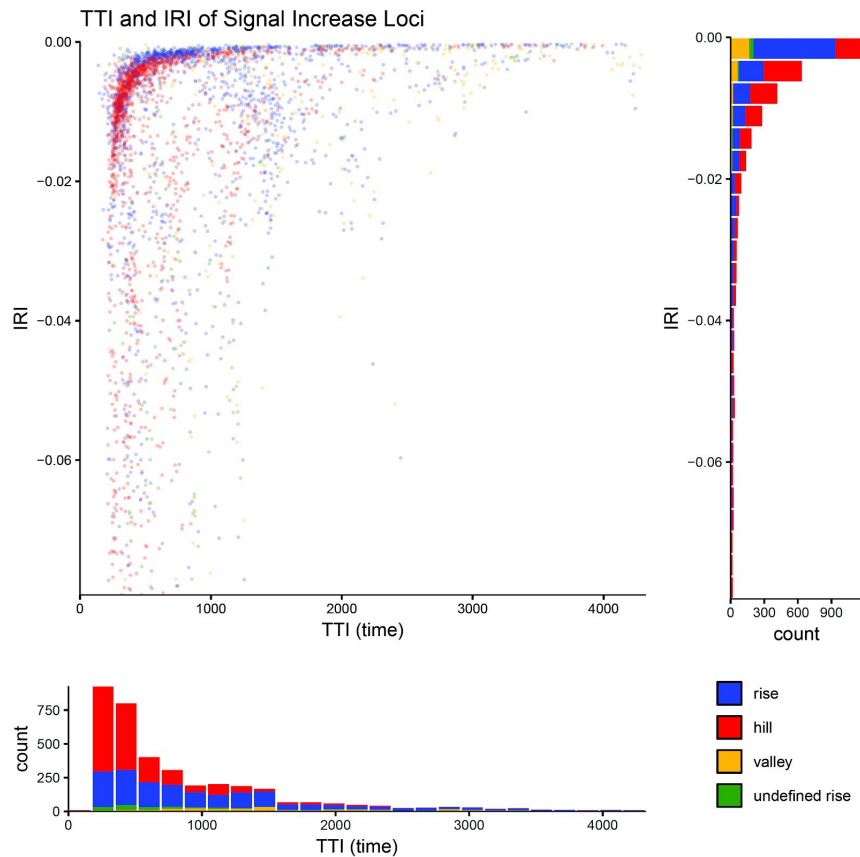 TTI and IRI of Signal Increase Loci
0.00
−0.02
−0.04
−0.06
IRI
0
1000
2000
3000
4000
TTI (time)
0.00
−0.02
−0.04
−0.06
IRI
0
300
600
900
count
750
500
250
0
count
0
1000
2000
3000
4000
TTI (time)
rise
hill
valley
undefined rise